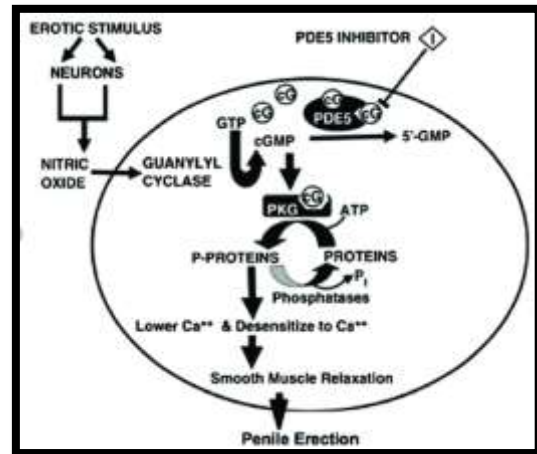 EROTIC STIMULUS
PDE5 INHIBITOR I
NEURONS
cG
cG
cG
cG
PDE5
GTP
cGMP
5'-GMP
NITRIC
OXIDE
GUANYLYL
CYCLASE
PKG
cG
ATP
P-PROTEINS
PROTEINS
Pi
Phosphatases
Lower Ca++ & Desensitize to Ca++
Smooth Muscle Relaxation
Penile Erection